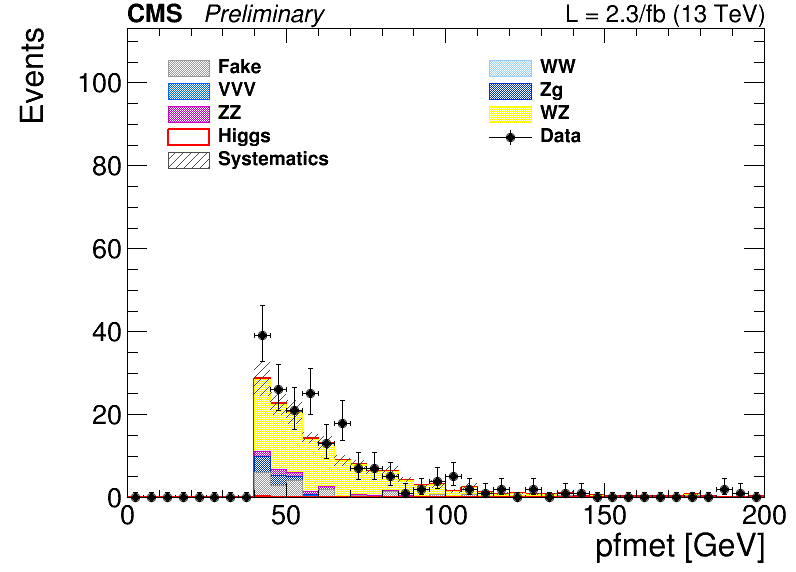 CMS Preliminary L = 2.3/fb (13 TeV)
Events
100
80
60
40
20
0
Fake
VVV
ZZ
Higgs
Systematics
WW
Zg
WZ
Data
0 50 100 150 200
pfmet [GeV]